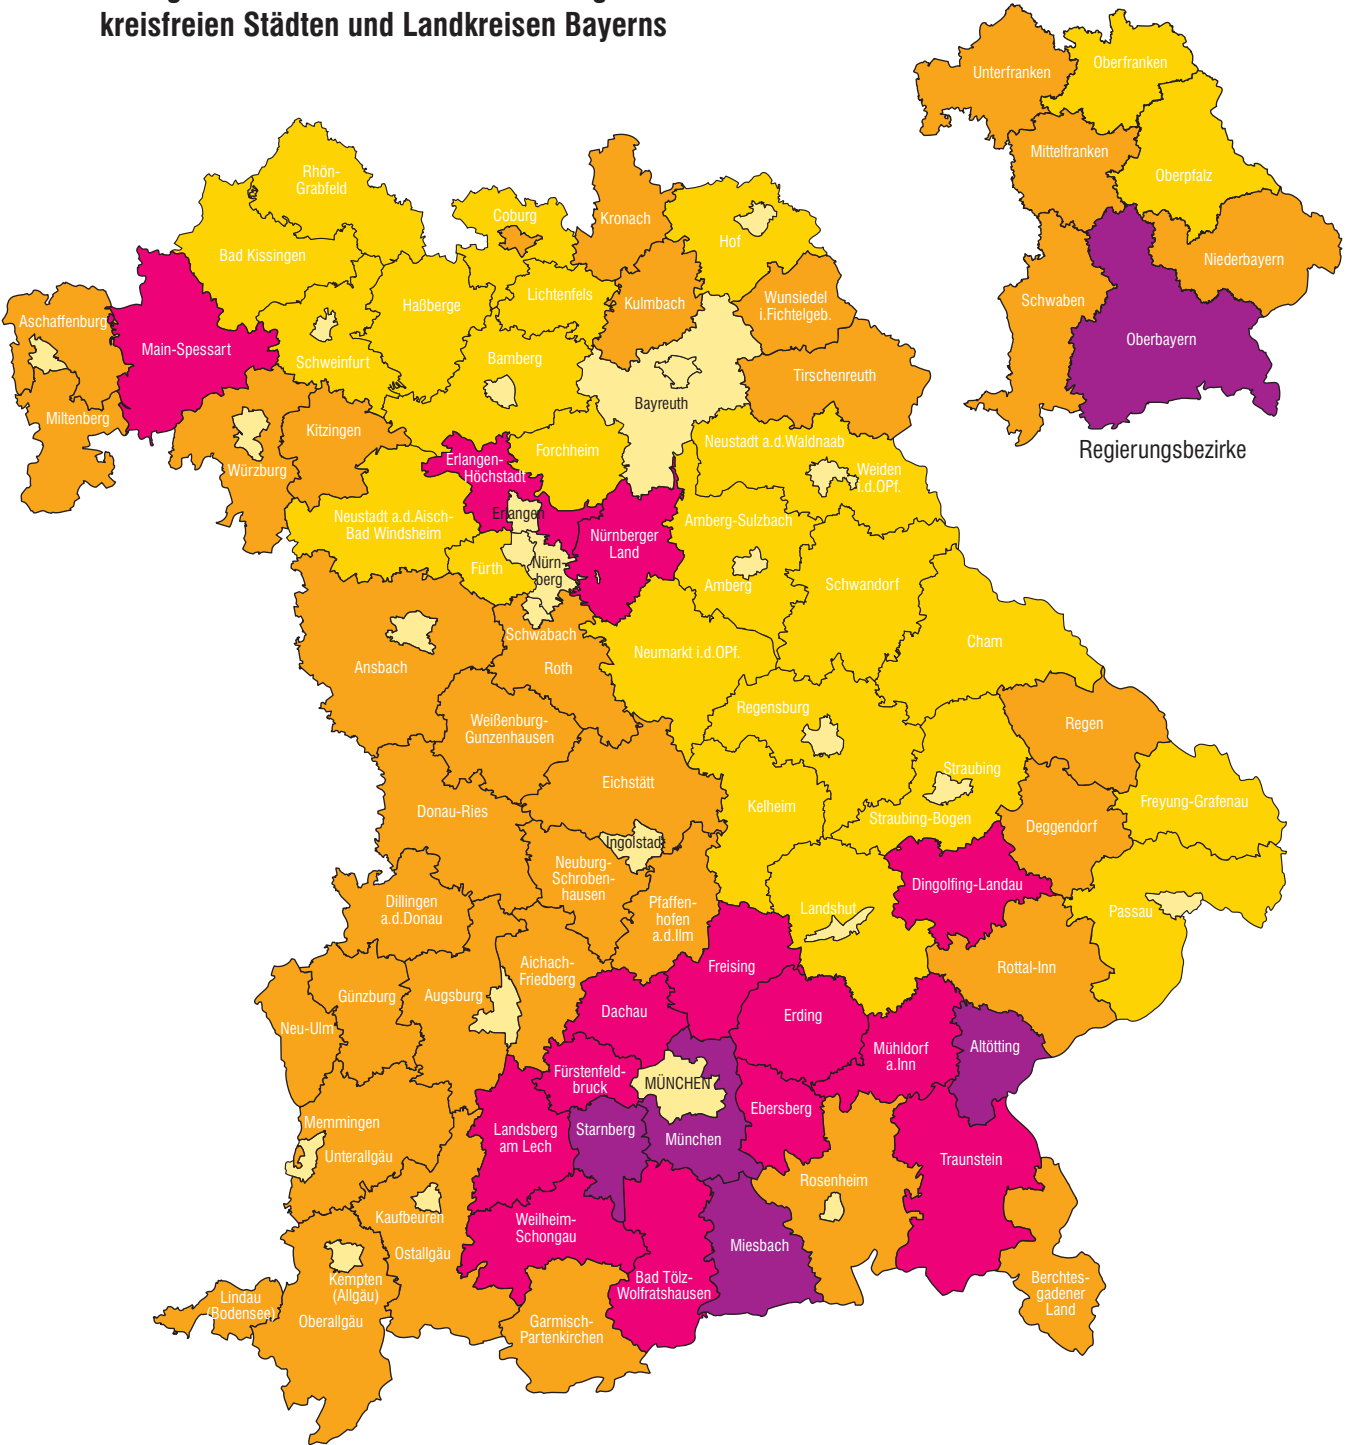 kreisfreien Städten und Landkreisen Bayerns
Unterfranken
Oberfranken
Mittelfranken
Oberpfalz
Niederbayern
Schwaben
Oberbayern
Regierungsbezirke
Rhön-
Grabfeld
Coburg
Kronach
Hof
Bad Kissingen
Lichtenfels
Haßberge
Kulmbach
Wunsiedel
i.Fichtelgeb.
Aschaffenburg
Main-Spessart
Schweinfurt
Bamberg
Tirschenreuth
Bayreuth
Miltenberg
Kitzingen
Würzburg
Forchheim
Neustadt a.d.Waldnaab
Weiden
i.d.OPf.
Erlangen-
Höchstadt
Erlangen
Neustadt a.d.Aisch-
Bad Windsheim
Nürnberger
Land
Amberg-Sulzbach
Fürth
Nürn-
berg
Amberg
Schwandorf
Schwabach
Roth
Neumarkt i.d.OPf.
Cham
Ansbach
Weißenburg-
Gunzenhausen
Regensburg
Regen
Eichstätt
Straubing
Donau-Ries
Kelheim
Straubing-Bogen
Deggendorf
Freyung-Grafenau
Ingolstadt
Neuburg-
Schroben-
hausen
Dingolfing-Landau
Dillingen
a.d.Donau
Pfaffen-
hofen
a.d.Ilm
Landshut
Passau
Aichach-
Friedberg
Freising
Rottal-Inn
Günzburg
Augsburg
Neu-Ulm
Dachau
Erding
Mühldorf
a.Inn
Altötting
Fürstenfeld-
bruck
MÜNCHEN
Ebersberg
Memmingen
Landsberg
am Lech
Starnberg
München
Unterallgäu
Traunstein
Rosenheim
Kaufbeuren
Weilheim-
Schongau
Ostallgäu
Miesbach
Kempten
(Allgäu)
Bad Tölz-
Wolfratshausen
Berchtes-
gadener
Land
Lindau
(Bodensee)
Oberallgäu
Garmisch-
Partenkirchen